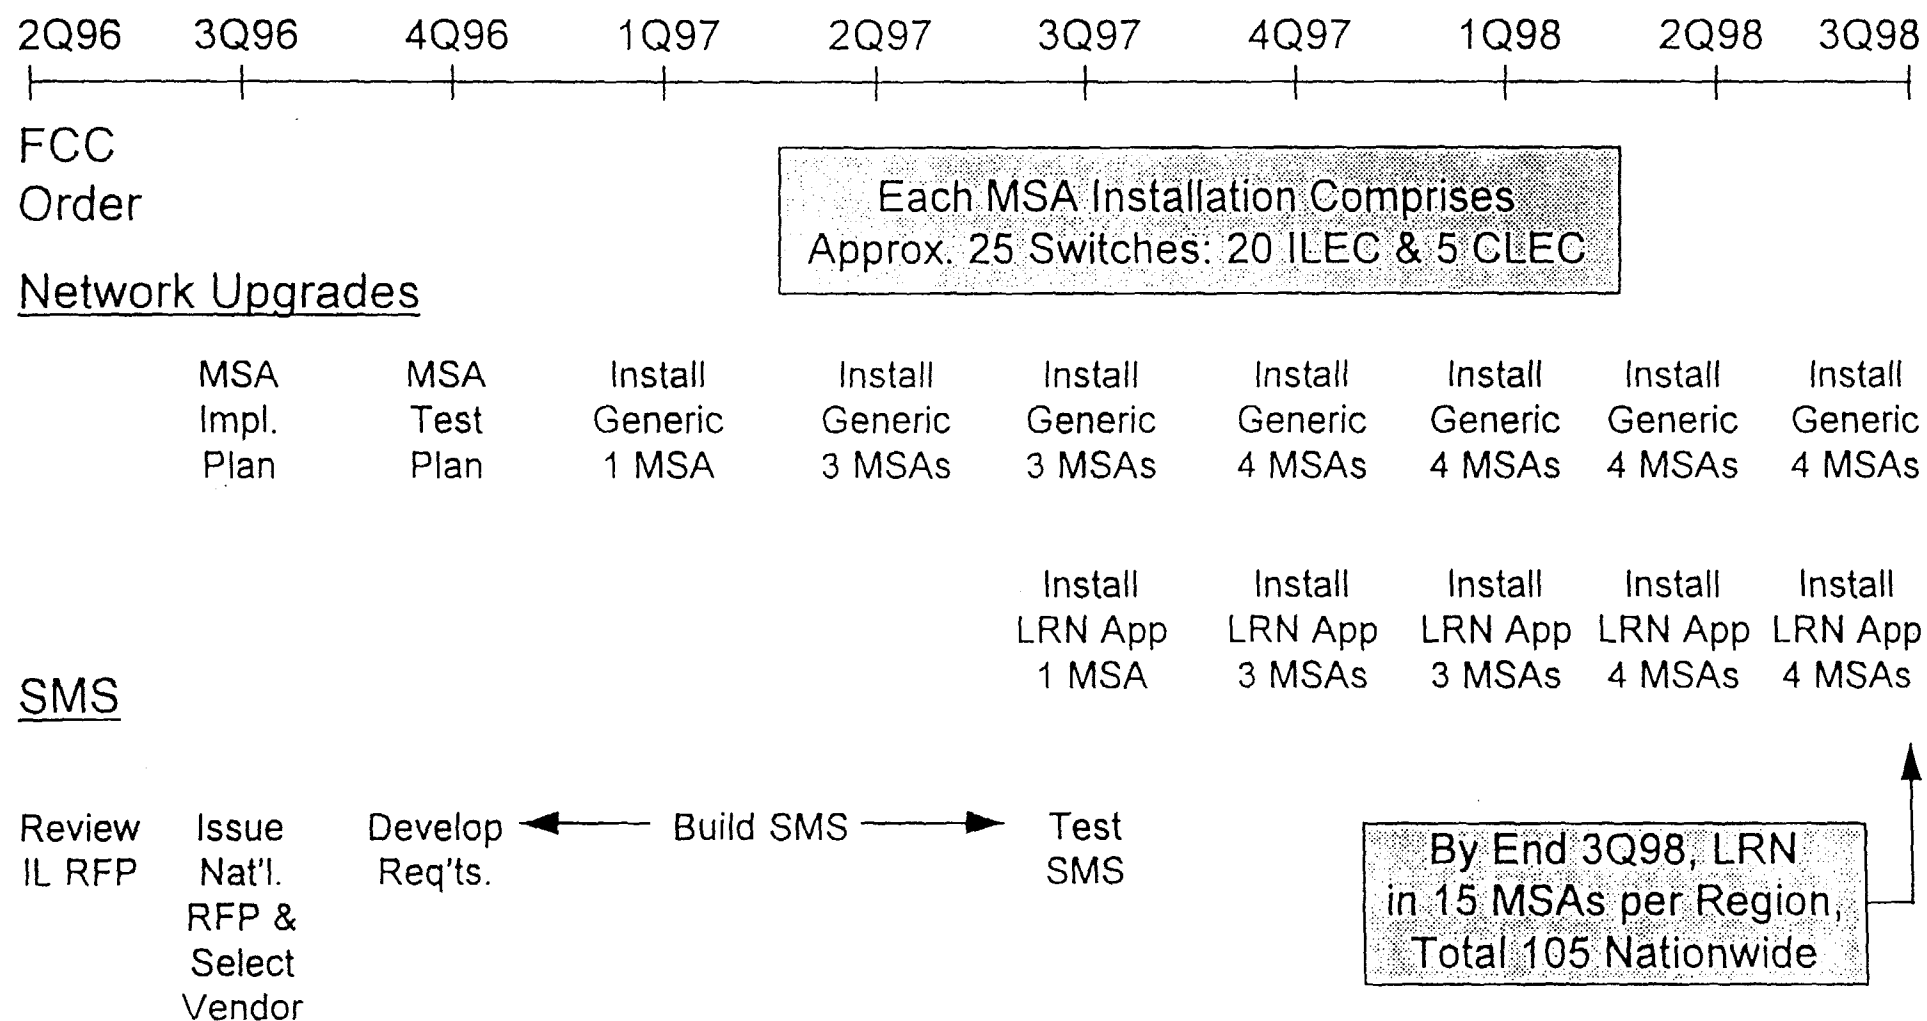 2Q96 3Q96 4Q96 1Q97 2Q97 3Q97 4Q97 1Q98 2Q98 3Q98
FCC
Order
Each MSA Installation Comprises
Approx. 25 Switches: 20 ILEC & 5 CLEC
Network Upgrades
MSA Impl. Plan
MSA Test Plan
Install Generic 1 MSA
Install Generic 3 MSAs
Install Generic 3 MSAs
Install Generic 4 MSAs
Install Generic 4 MSAs
Install Generic 4 MSAs
Install Generic 4 MSAs
Install LRN App 1 MSA
Install LRN App 3 MSAs
Install LRN App 3 MSAs
Install LRN App 4 MSAs
Install LRN App 4 MSAs
SMS
Review IL RFP
Issue Nat'l. RFP & Select Vendor
Develop Req'ts.
Build SMS
Test SMS
By End 3Q98, LRN
in 15 MSAs per Region,
Total 105 Nationwide